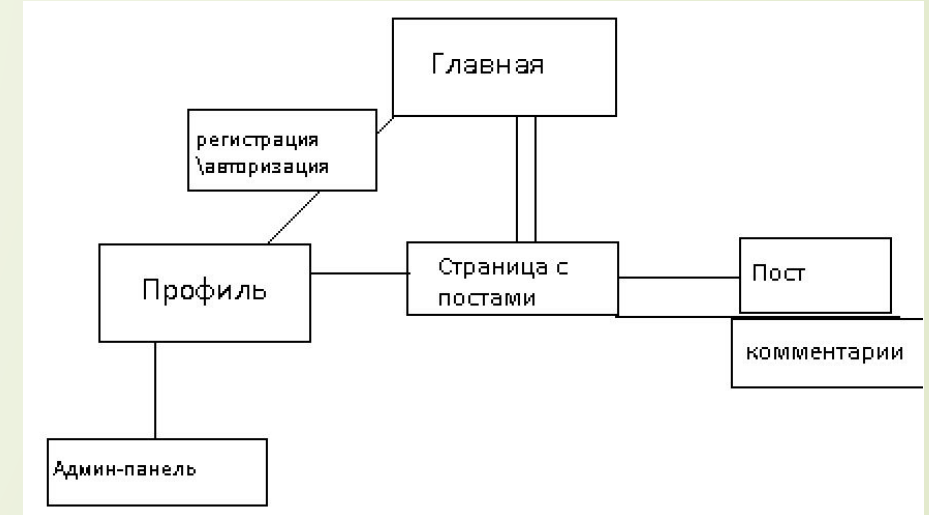 Главная
регистрация
\авторизация
Профиль
Страница с
постами
Пост
комментарии
Админ-панель